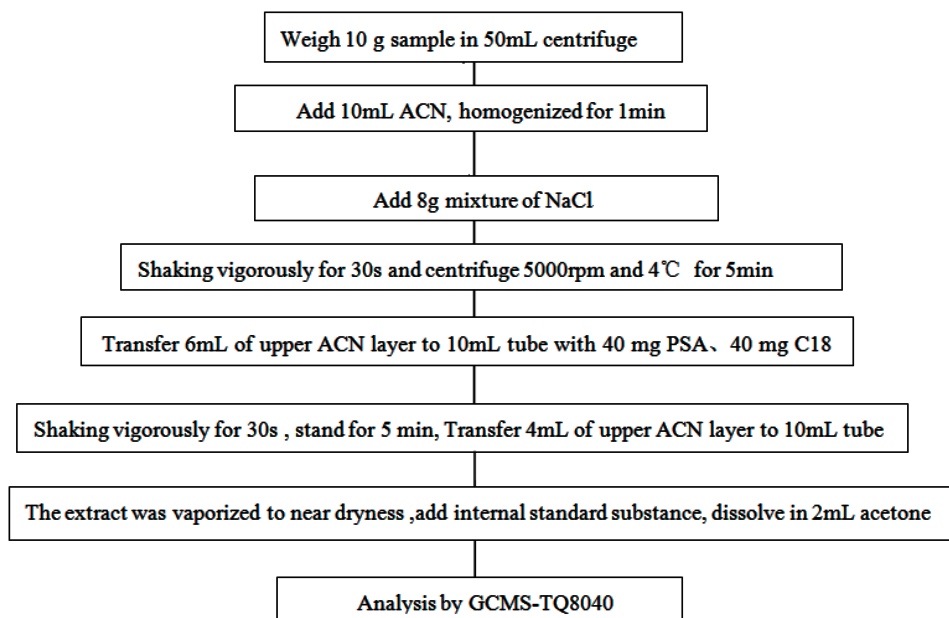 Weigh 10 g sample in 50mL centrifuge
Add 10mL ACN, homogenized for 1min
Add 8g mixture of NaCl
Shaking vigorously for 30s and centrifuge 5000rpm and 4℃ for 5min
Transfer 6mL of upper ACN layer to 10mL tube with 40 mg PSA、40 mg C18
Shaking vigorously for 30s , stand for 5 min, Transfer 4mL of upper ACN layer to 10mL tube
The extract was vaporized to near dryness ,add internal standard substance, dissolve in 2mL acetone
Analysis by GCMS-TQ8040